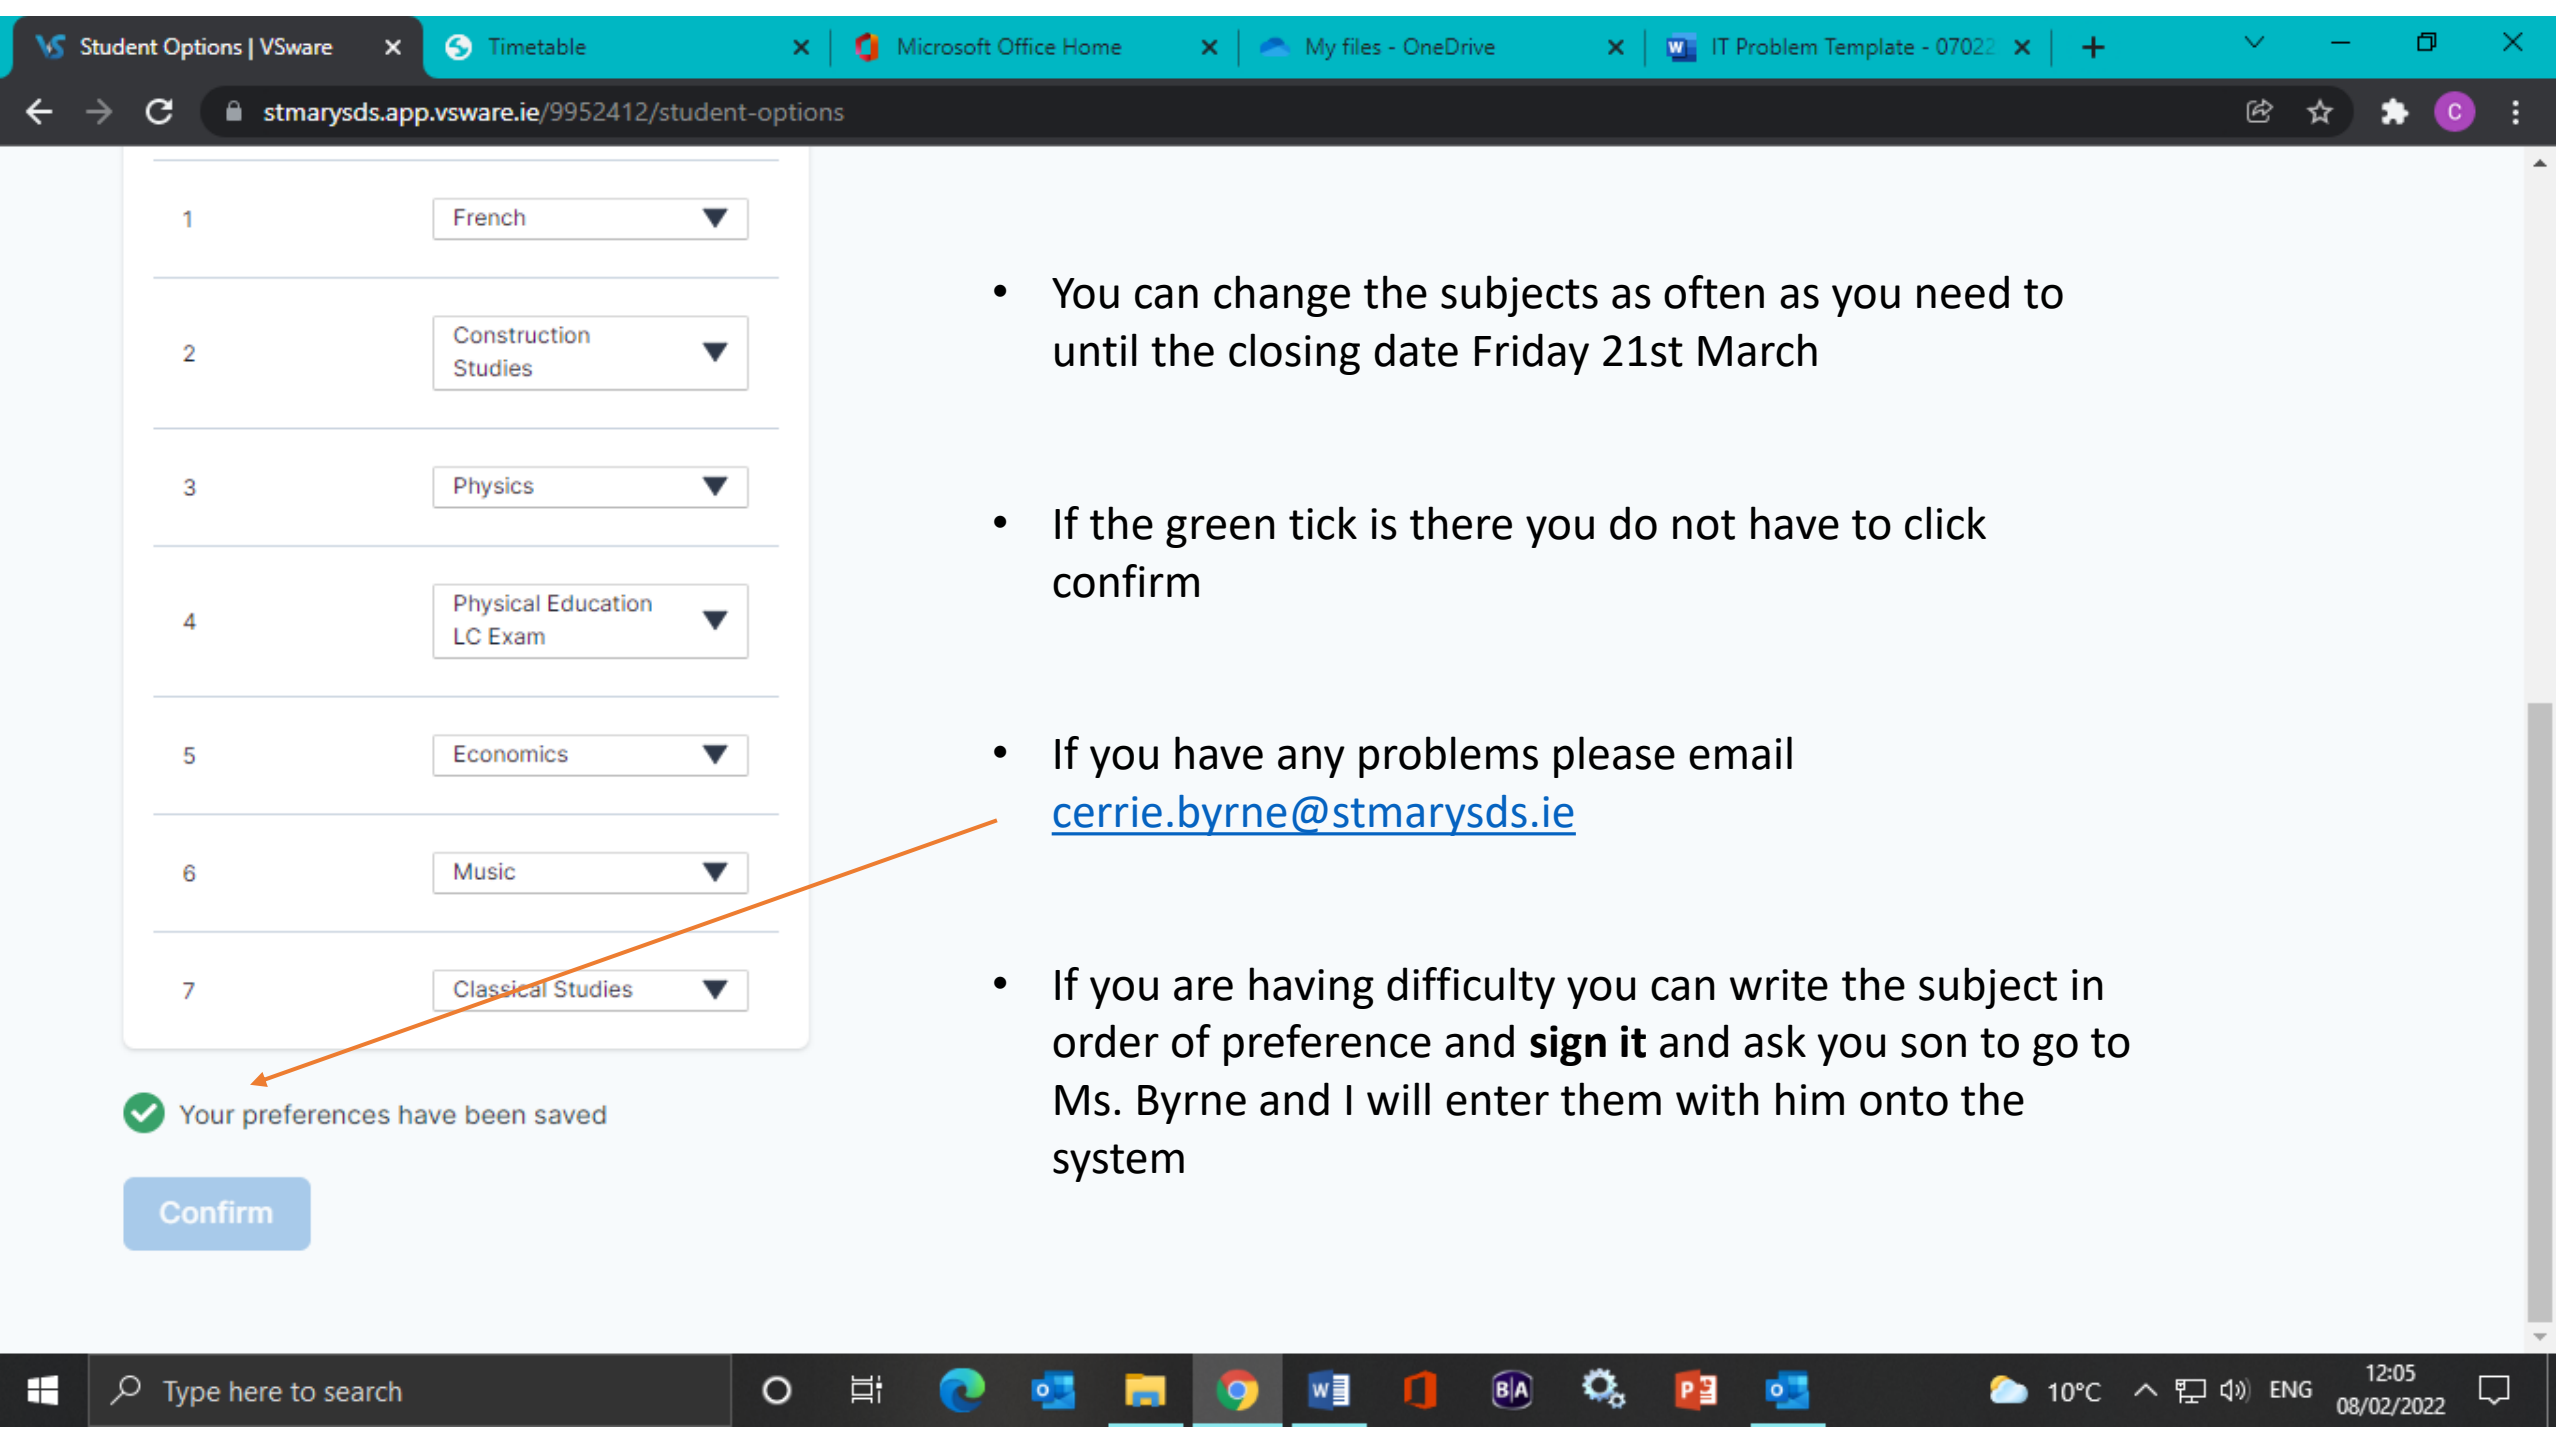 Student Options | VSware
Timetable
Microsoft Office Home
My files - OneDrive
IT Problem Template - 07022
stmarysds.app.vsware.ie/9952412/student-options
C
1 French
2 Construction
Studies
3 Physics
4 Physical Education
LC Exam
5 Economics
6 Music
7 Classical Studies
Your preferences have been saved
Confirm
• You can change the subjects as often as you need to
until the closing date Friday 21st March
• If the green tick is there you do not have to click
confirm
• If you have any problems please email
cerrie.byrne@stmarysds.ie
• If you are having difficulty you can write the subject in
order of preference and sign it and ask you son to go to
Ms. Byrne and I will enter them with him onto the
system
Type here to search
B|A
10°C
ENG
12:05
08/02/2022